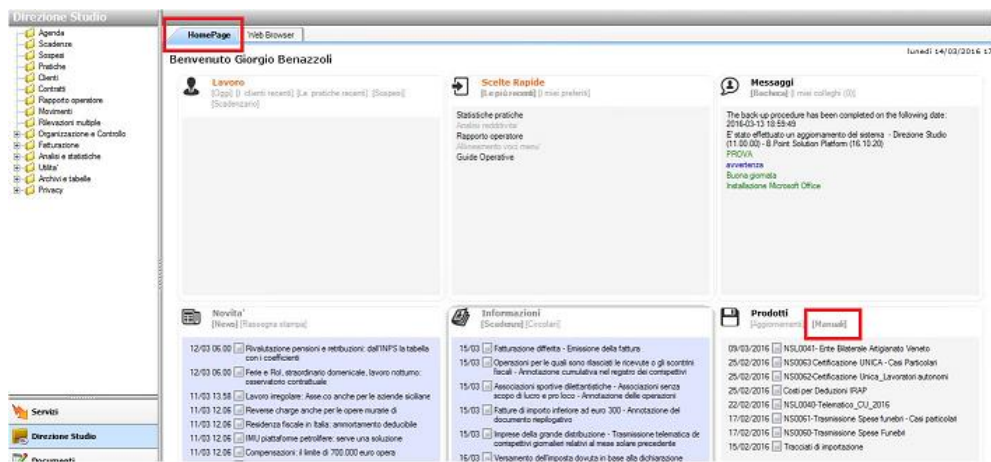 Direzione Studio
Agenda
Scadenze
Sospesi
Pratiche
Clienti
Contratti
Rapporto operatore
Movimenti
Rilevazioni multiple
Organizzazione e Controllo
Fatturazione
Analisi e statistiche
Utilita'
Archivi e tabelle
Privacy
Servizi
Direzione Studio
Documenti
HomePage
Web Browser
lunedì 14/03/2016 17
Benvenuto Giorgio Benazzoli
Lavoro
[Oggi] [I clienti recenti] [Le pratiche recenti] [Sospesi]
[Scadenzario]
Scelte Rapide
[Le più recenti] [I miei preferiti]
Statistiche pratiche
Analisi redditivita'
Rapporto operatore
Allineamento voci menu'
Guide Operative
Messaggi
[Bacheca] [I miei colleghi (0)]
The back-up procedure has been completed on the following date:
2016-03-13 18:59:49
E' stato effettuato un aggiornamento del sistema - Direzione Studio
(11.00.00) - B.Point Solution Platform (16.10.20)
PROVA
avvertenza
Buona giornata
Installazione Microsoft Office
Novita'
[News] [Rassegna stampa]
12/03 06.00 Rivalutazione pensioni e retribuzioni: dall'INPS la tabella
con i coefficienti
12/03 06.00 Ferie e Rol, straordinario domenicale, lavoro notturno:
osservatorio contrattuale
11/03 13.58 Lavoro irregolare: Asse co anche per le aziende siciliane
11/03 12.06 Reverse charge anche per le opere murarie di
11/03 12.06 Residenza fiscale in Italia: ammortamento deducibile
11/03 12.06 IMU piattaforme petrolifere: serve una soluzione
11/03 12.06 Compensazioni: il limite di 700.000 euro opera
Informazioni
[Scadenze] [Circolari]
15/03 Fatturazione differita - Emissione della fattura
15/03 Operazioni per le quali sono rilasciati le ricevute o gli scontrini
fiscali - Annotazione cumulativa nel registro dei corrispettivi
15/03 Associazioni sportive dilettantistiche - Associazioni senza
scopo di lucro e pro loco - Annotazione delle operazioni
15/03 Fatture di importo inferiore ad euro 300 - Annotazione del
documento riepilogativo
15/03 Imprese della grande distribuzione - Trasmissione telematica dei
corrispettivi giornalieri relativi al mese solare precedente
16/03 Versamento dell'imposta dovuta in base alla dichiarazione
Prodotti
[Aggiornamenti] [Manuali]
09/03/2016 NSL0041- Ente Bilaterale Artigianato Veneto
25/02/2016 NS0063 Certificazione UNICA - Casi Particolari
25/02/2016 NS0062-Certificazione Unica_Lavoratori autonomi
25/02/2016 Costi per Deduzioni IRAP
22/02/2016 NSL0040-Telematico_CU_2016
17/02/2016 NS0061-Trasmissione Spese funebri - Casi particolari
17/02/2016 NS0060-Trasmissione Spese Funebri
15/02/2016 Tracciati di importazione